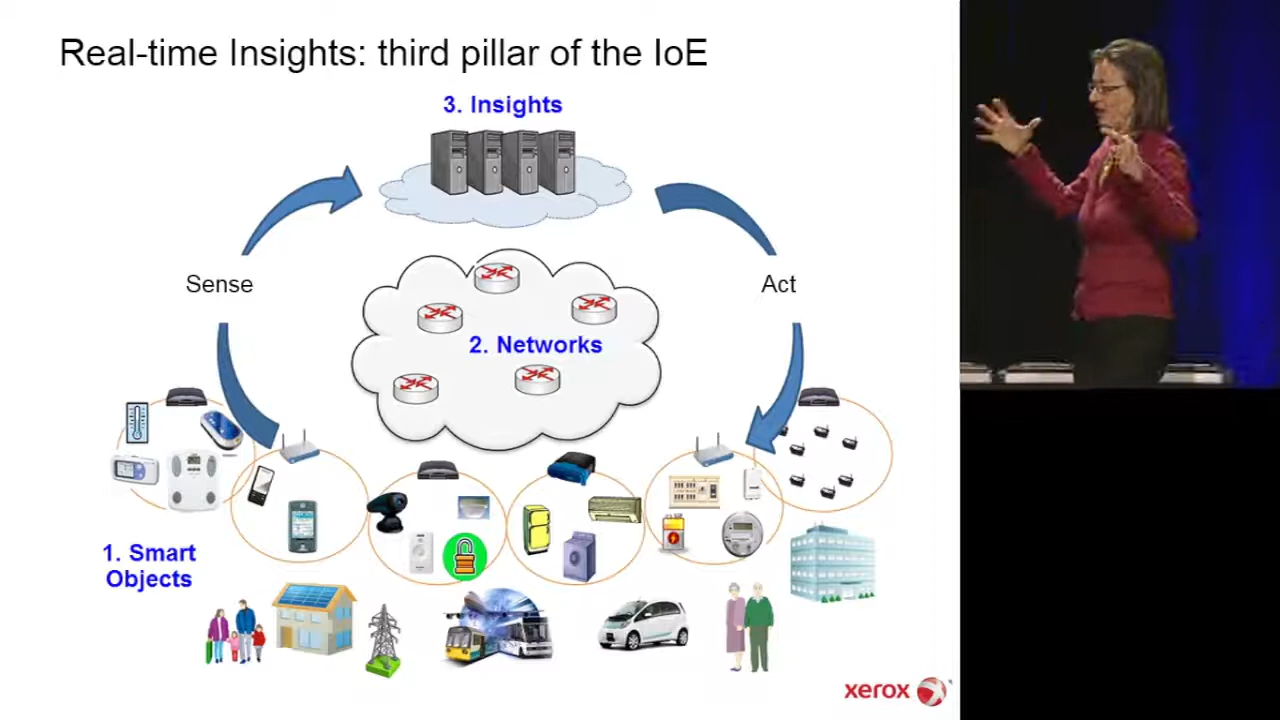 Real-time Insights: third pillar of the IoE
3. Insights
Sense
Act
2. Networks
1. Smart
Objects
xerox